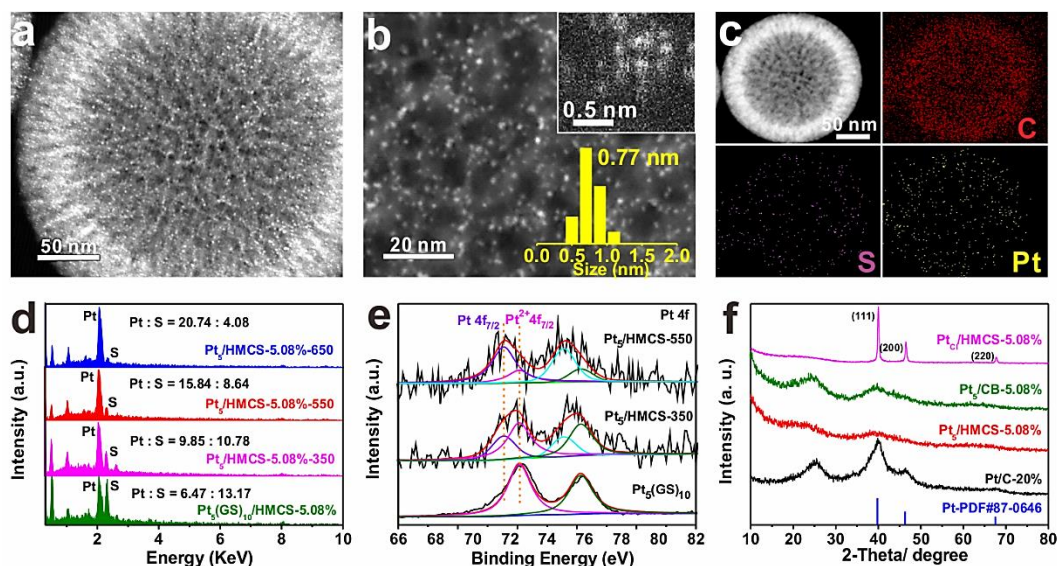 a
50 nm
b
0.5 nm
0.77 nm
20 nm
0.0 0.5 1.0 1.5 2.0
Size (nm)
c
50 nm
C
S
Pt
d
Intensity (a.u.)
Pt
Pt : S = 20.74 : 4.08
S
Pt5/HMCS-5.08%-650
Pt
Pt : S = 15.84 : 8.64
S
Pt5/HMCS-5.08%-550
Pt
Pt : S = 9.85 : 10.78
S
Pt5/HMCS-5.08%-350
Pt
S
Pt : S = 6.47 : 13.17
Pt5(GS)10/HMCS-5.08%
2 4 6 8 10
Energy (KeV)
e
Intensity (a.u.)
Pt 4f7/2
Pt2+4f7/2
Pt 4f
Pt5/HMCS-550
Pt5/HMCS-350
Pt5(GS)10
66 68 70 72 74 76 78 80 82
Binding Energy (eV)
f
Intensity (a. u.)
(111)
(200)
(220)
PtCl/HMCS-5.08%
Pt5/CB-5.08%
Pt5/HMCS-5.08%
Pt/C-20%
Pt-PDF#87-0646
10 20 30 40 50 60 70 80
2-Theta/ degree